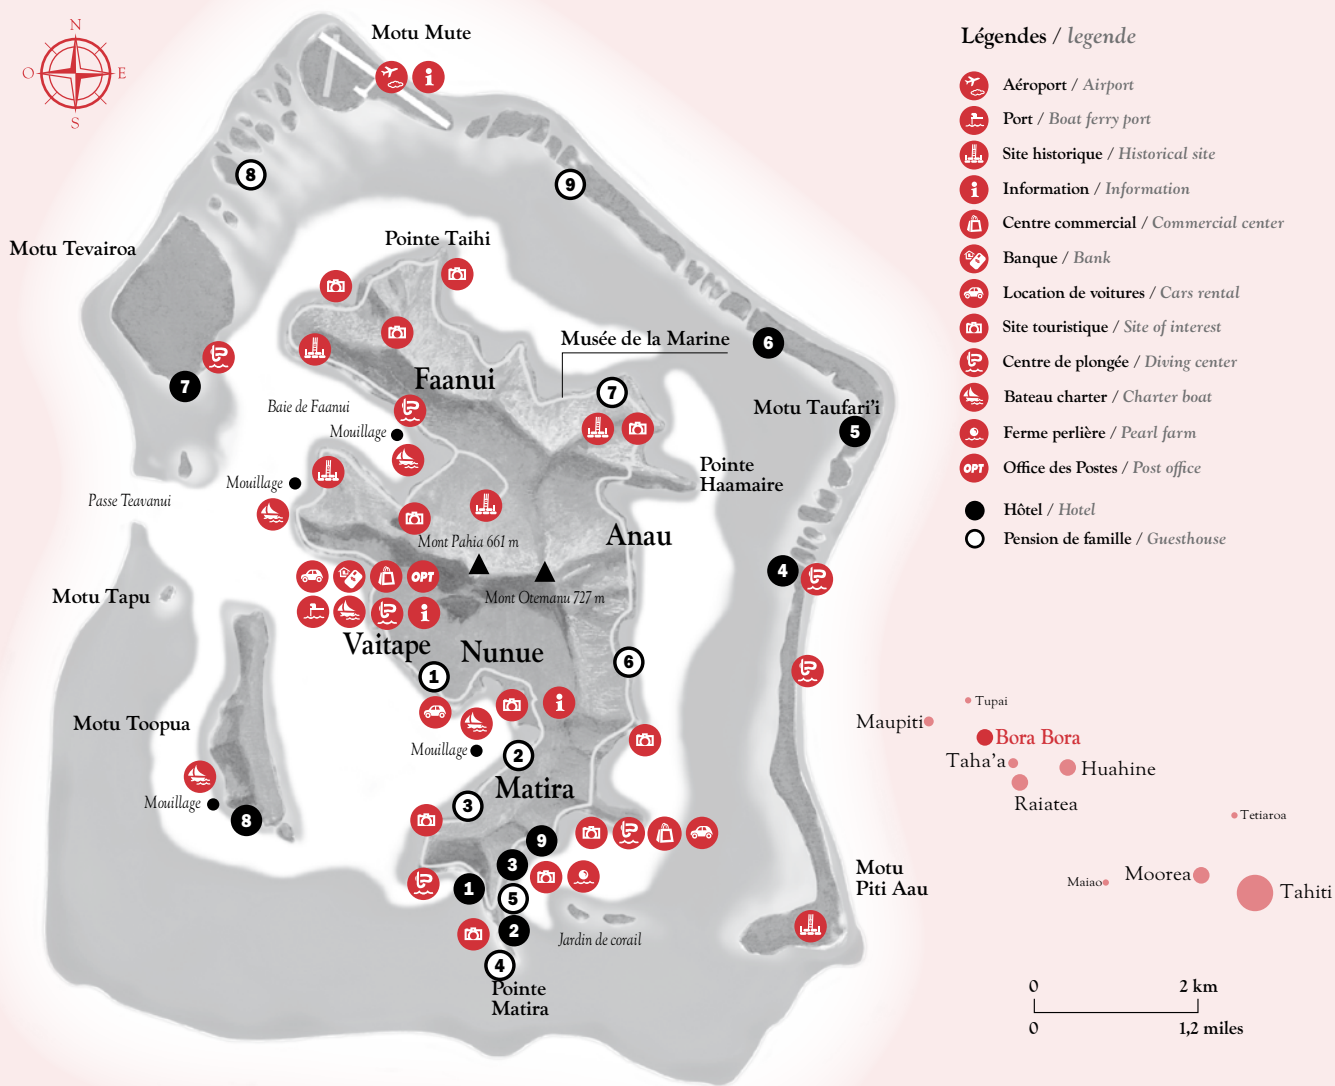 N
O
E
S
Motu Mute
8
9
Motu Tevairoa
Pointe Taihi
Musée de la Marine
6
7
Faanui
7
Baie de Faanui
Mouillage
Motu Taufari'i
5
Pointe
Haamaire
Mouillage
Passe Teavanui
Anau
Mont Pahia 661 m
4
OPT
Mont Otemanu 727 m
Motu Tapu
Vaitape
Nunue
1
6
Motu Toopua
Mouillage
2
Matira
Mouillage
3
8
9
3
1
5
2
4
Jardin de corail
Pointe
Matira
Motu
Piti Aau
Légendes / legende
Aéroport / Airport
Port / Boat ferry port
Site historique / Historical site
Information / Information
Centre commercial / Commercial center
Banque / Bank
Location de voitures / Cars rental
Site touristique / Site of interest
Centre de plongée / Diving center
Bateau charter / Charter boat
Ferme perlière / Pearl farm
OPT Office des Postes / Post office
Hôtel / Hotel
Pension de famille / Guesthouse
Tupai
Maupiti
Bora Bora
Taha'a
Huahine
Raiatea
Tetiaroa
Maiao
Moorea
Tahiti
0 2 km
0 1,2 miles